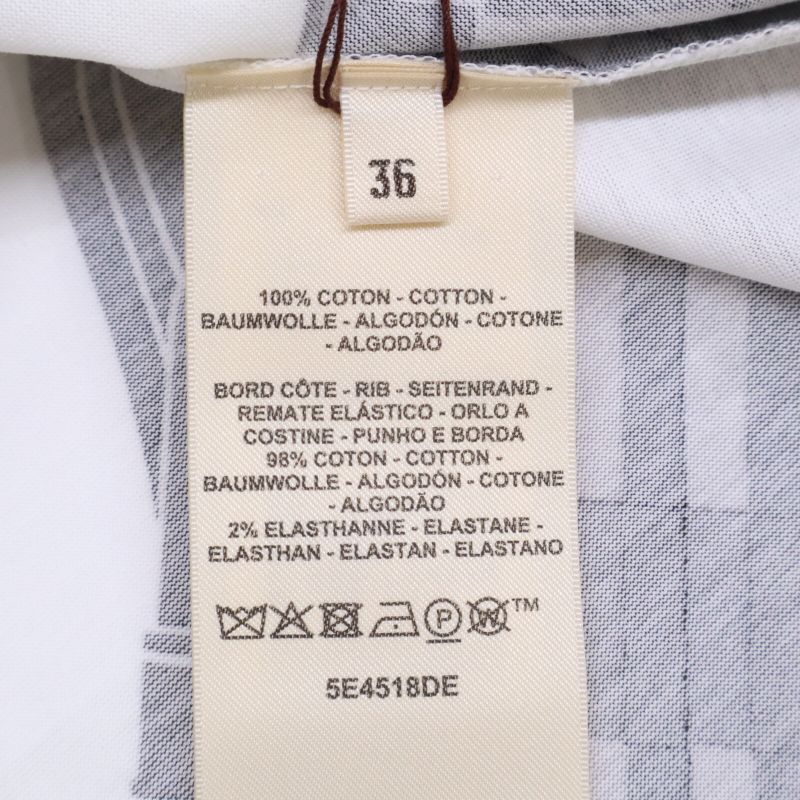 36
100% COTON - COTTON -
BAUMWOLLE - ALGODÓN - COTONE
- ALGODÃO
BORD CÔTE - RIB - SEITENRAND -
REMATE ELÁSTICO - ORLO A
COSTINE - PUNHO E BORDA
98% COTON - COTTON -
BAUMWOLLE - ALGODÓN - COTONE
- ALGODÃO
2% ELASTHANNE - ELASTANE -
ELASTHAN - ELASTAN - ELASTANO
P W TM
5E4518DE